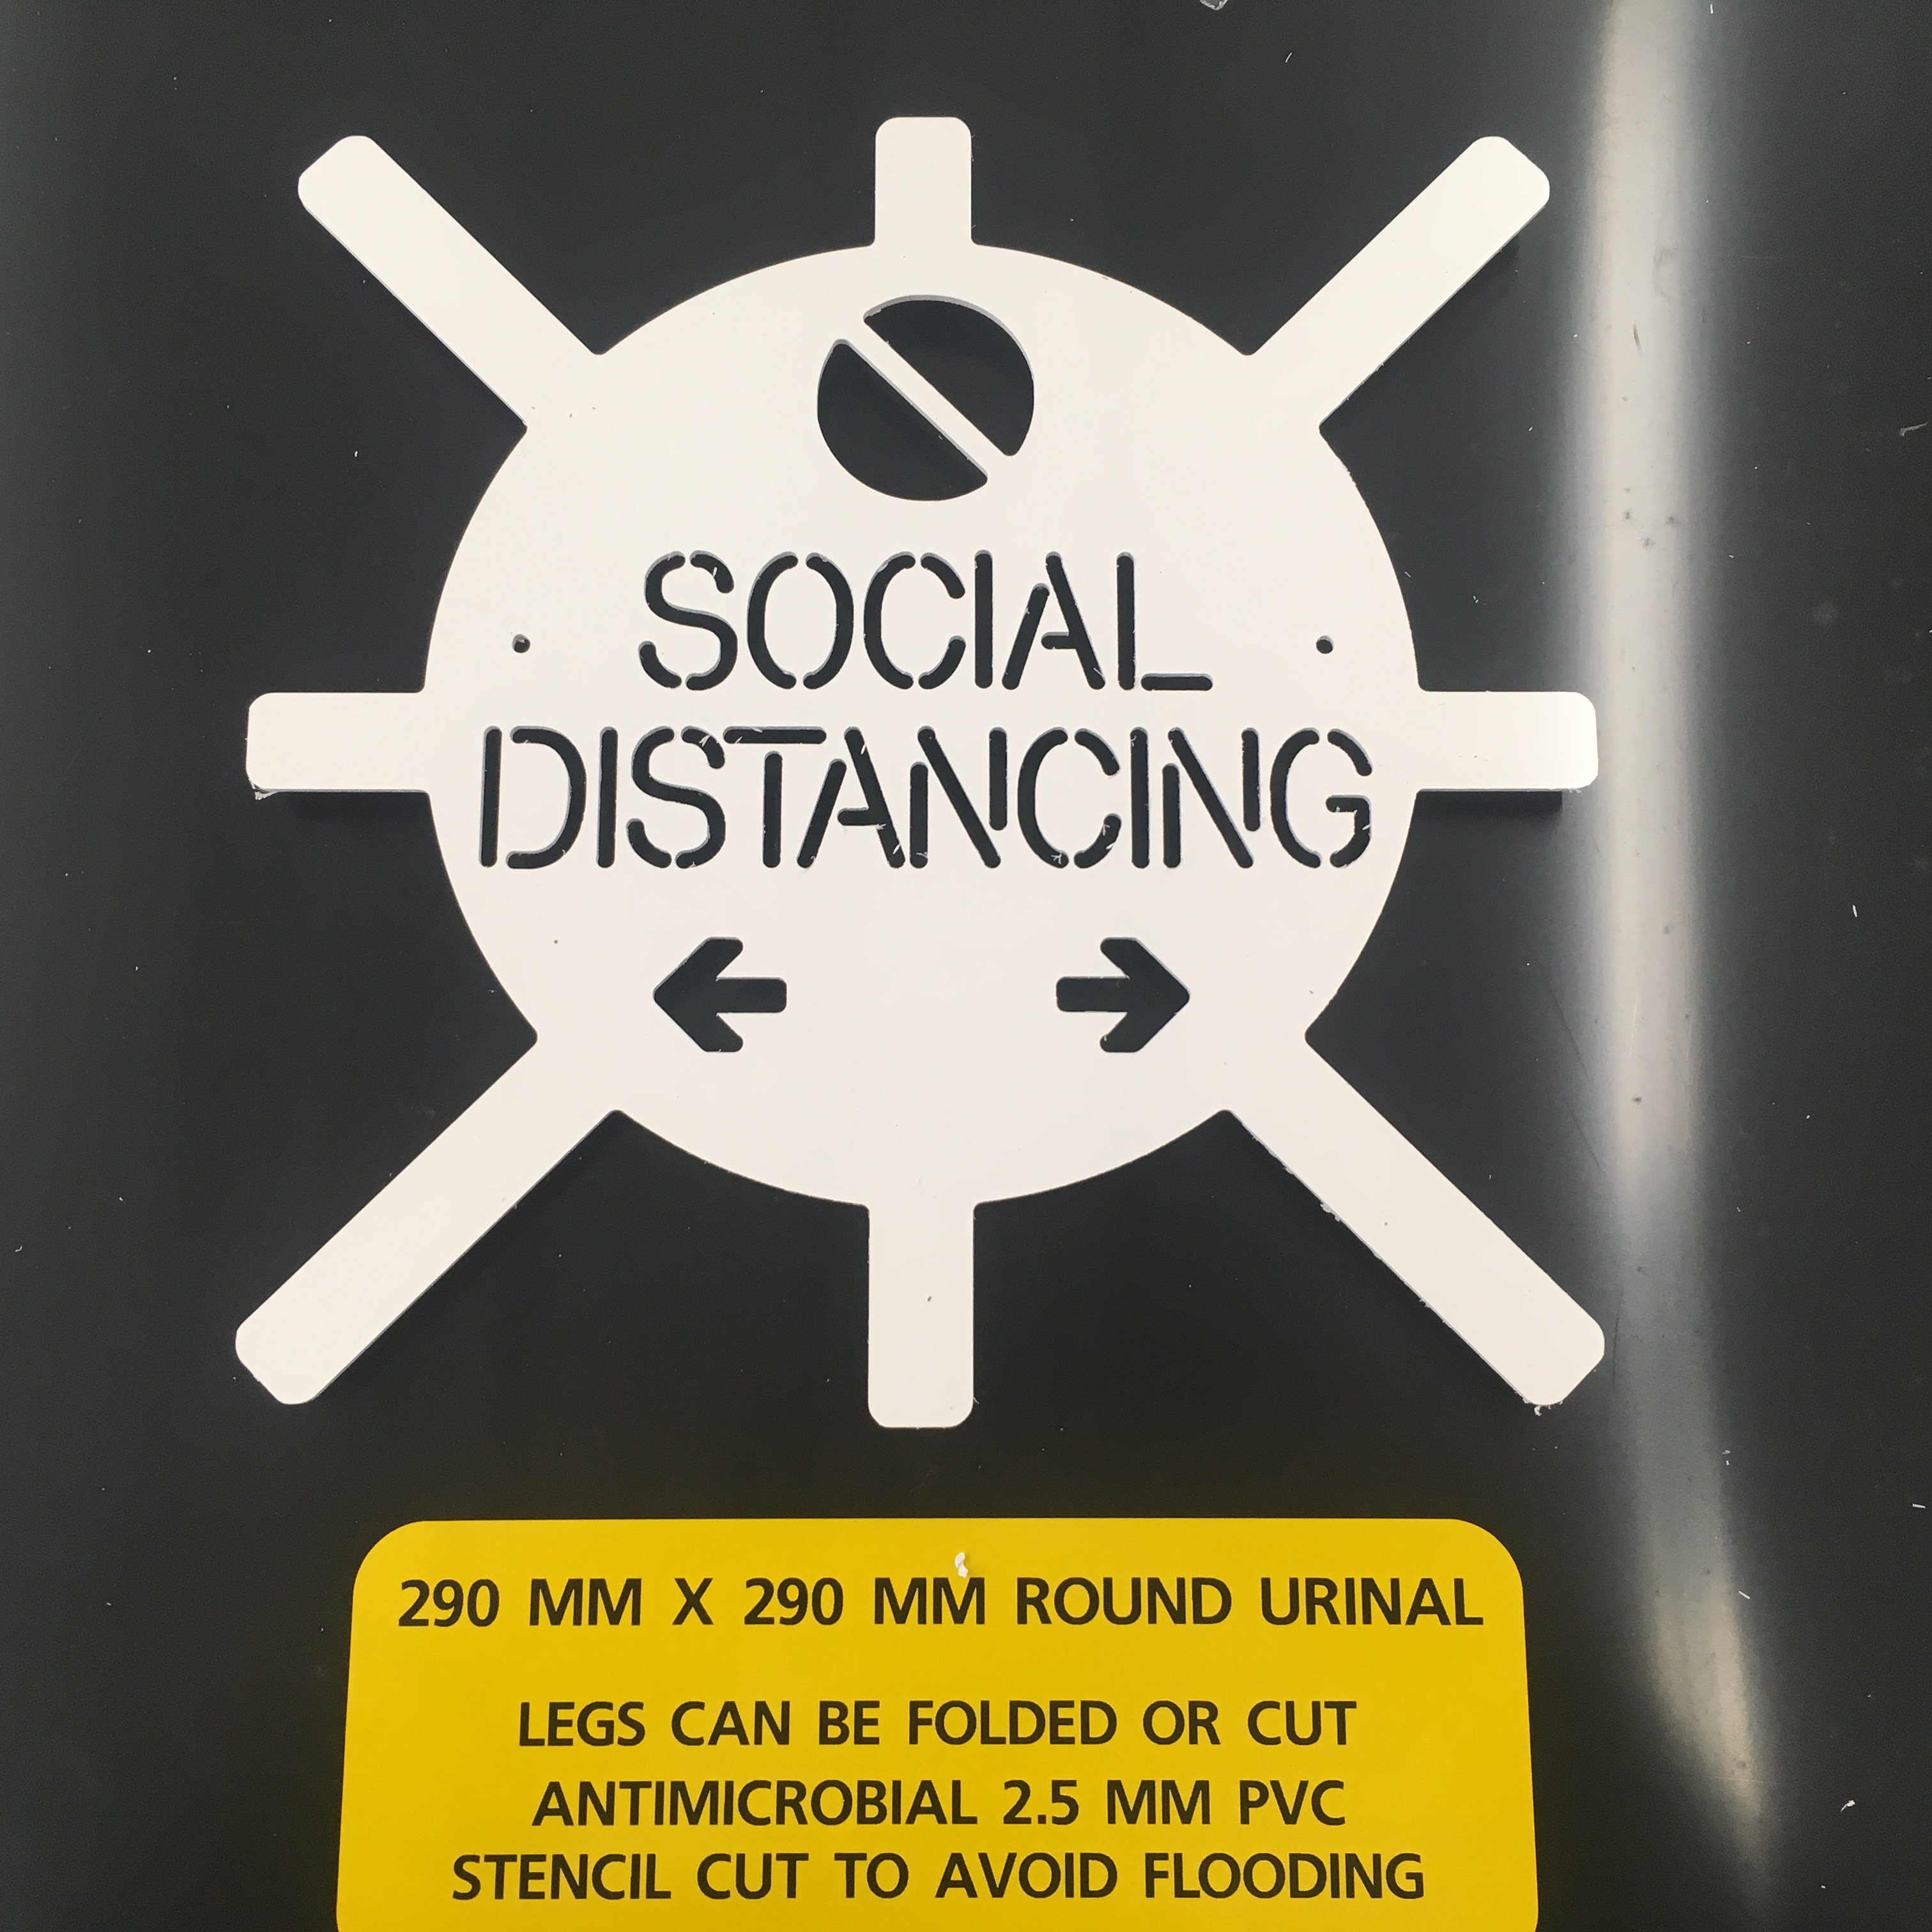 SOCIAL
DISTANCING
290 MM X 290 MM ROUND URINAL
LEGS CAN BE FOLDED OR CUT
ANTIMICROBIAL 2.5 MM PVC
STENCIL CUT TO AVOID FLOODING